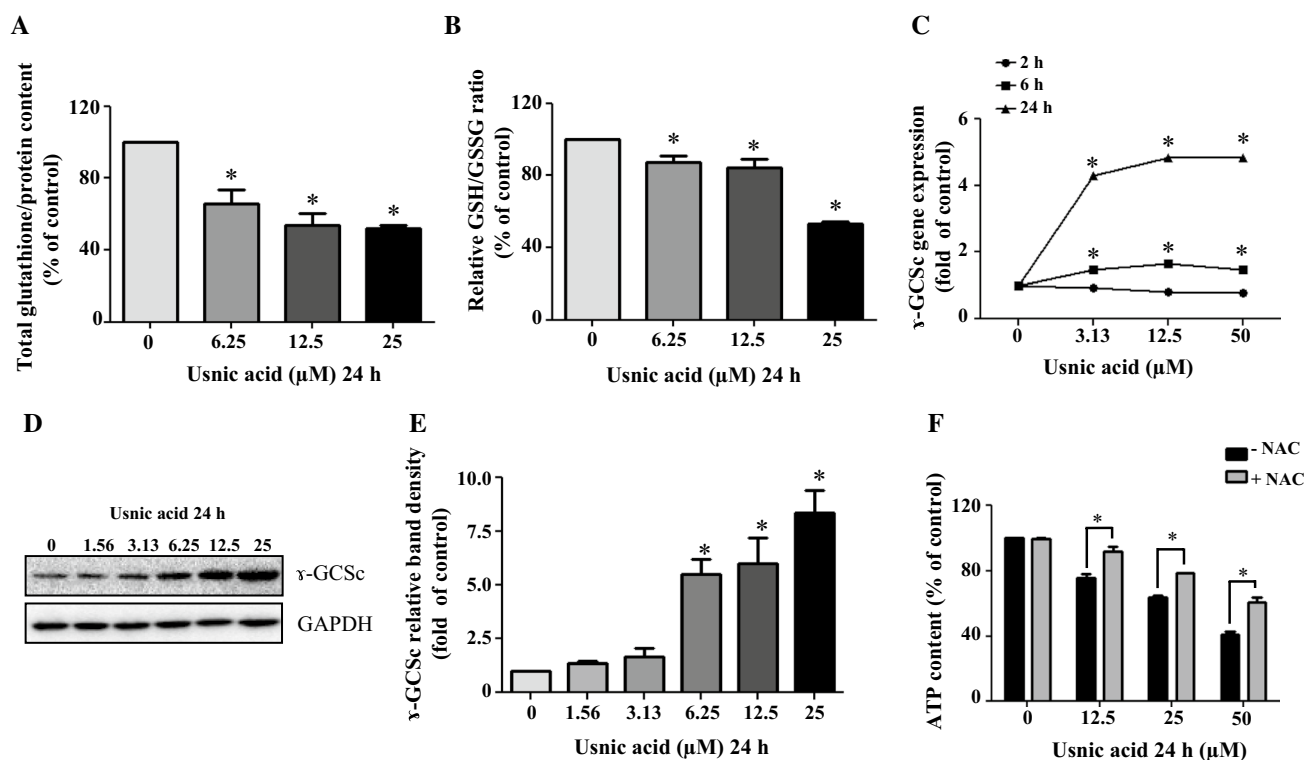 A
Total glutathione/protein content
(% of control)
120
80
40
0
*
*
*
0
6.25
12.5
25
Usnic acid (µM) 24 h
B
Relative GSH/GSSG ratio
(% of control)
120
80
40
0
*
*
*
0
6.25
12.5
25
Usnic acid (µM) 24 h
C
2 h
6 h
24 h
ɤ-GCSc gene expression
(fold of control)
6
4
2
0
*
*
*
*
*
*
0
3.13
12.5
50
Usnic acid (µM)
D
Usnic acid 24 h
0 1.56 3.13 6.25 12.5 25
ɤ-GCSc
GAPDH
E
ɤ-GCSc relative band density
(fold of control)
10.0
7.5
5.0
2.5
0
*
*
*
0
1.56
3.13
6.25
12.5
25
Usnic acid (µM) 24 h
F
- NAC
+ NAC
ATP content (% of control)
120
80
40
0
*
*
*
0
12.5
25
50
Usnic acid 24 h (µM)